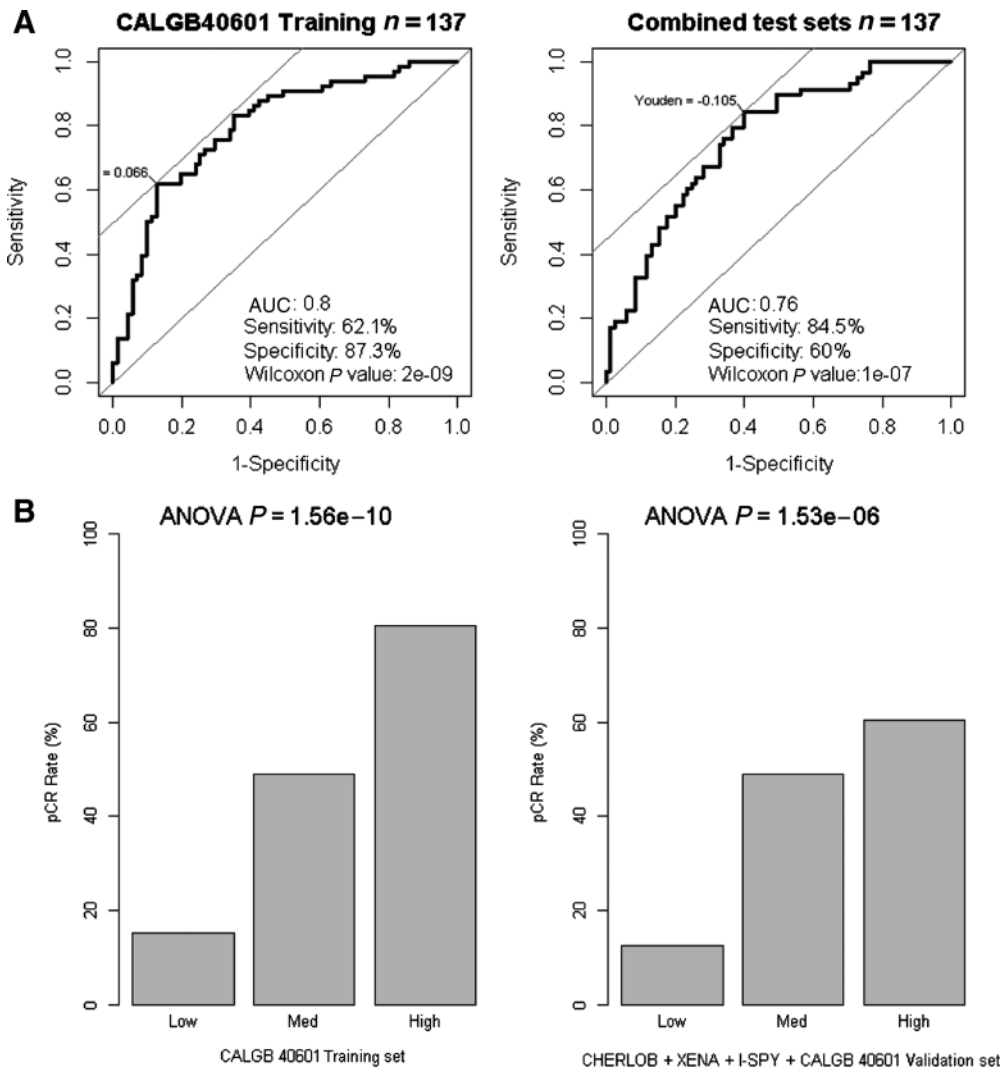 A
CALGB40601 Training n = 137
Combined test sets n = 137
Sensitivity
0.0 0.2 0.4 0.6 0.8 1.0
= 0.066
AUC: 0.8
Sensitivity: 62.1%
Specificity: 87.3%
Wilcoxon P value: 2e-09
0.0 0.2 0.4 0.6 0.8 1.0
1-Specificity
Sensitivity
0.0 0.2 0.4 0.6 0.8 1.0
Youden = -0.105
AUC: 0.76
Sensitivity: 84.5%
Specificity: 60%
Wilcoxon P value:1e-07
0.0 0.2 0.4 0.6 0.8 1.0
1-Specificity
B
ANOVA P = 1.56e−10
pCR Rate (%)
0 20 40 60 80 100
Low Med High
CALGB 40601 Training set
ANOVA P = 1.53e−06
pCR Rate (%)
0 20 40 60 80 100
Low Med High
CHERLOB + XENA + I-SPY + CALGB 40601 Validation set